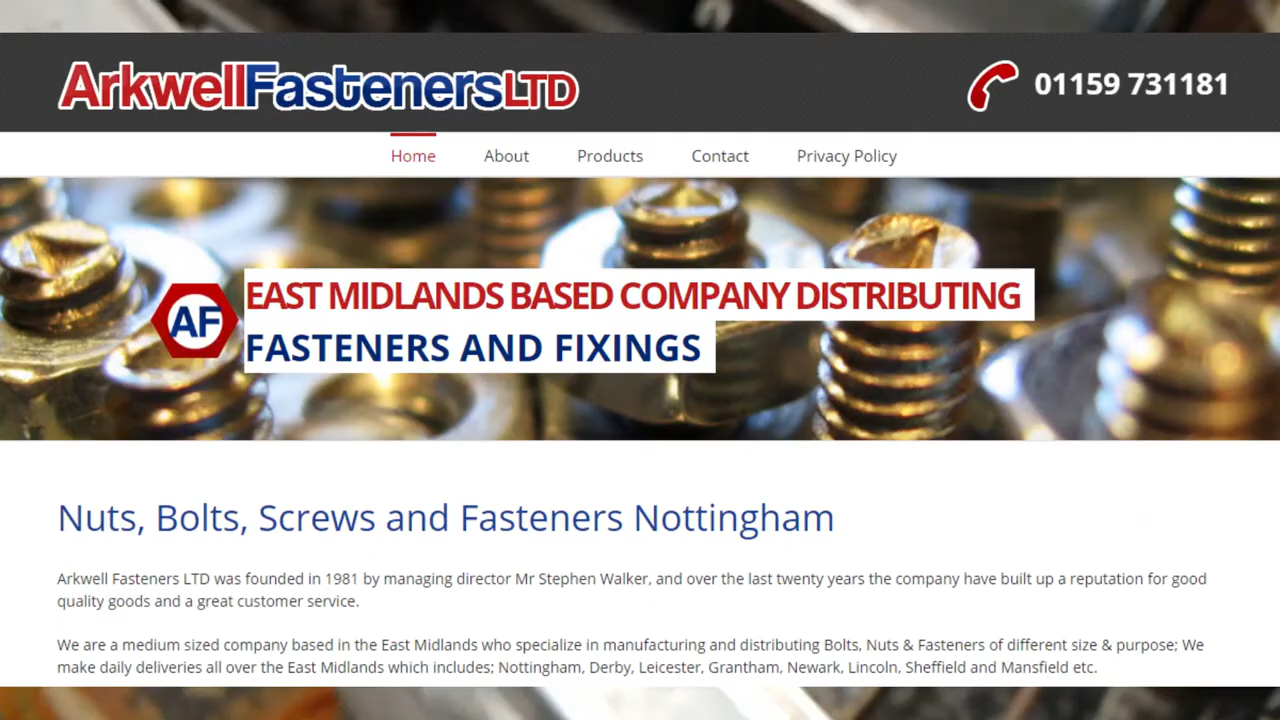 ArkwellFastenersLTD
01159 731181
Home About Products Contact Privacy Policy
AF
EAST MIDLANDS BASED COMPANY DISTRIBUTING
FASTENERS AND FIXINGS
Nuts, Bolts, Screws and Fasteners Nottingham
Arkwell Fasteners LTD was founded in 1981 by managing director Mr Stephen Walker, and over the last twenty years the company have built up a reputation for good
quality goods and a great customer service.
We are a medium sized company based in the East Midlands who specialize in manufacturing and distributing Bolts, Nuts & Fasteners of different size & purpose; We
make daily deliveries all over the East Midlands which includes; Nottingham, Derby, Leicester, Grantham, Newark, Lincoln, Sheffield and Mansfield etc.